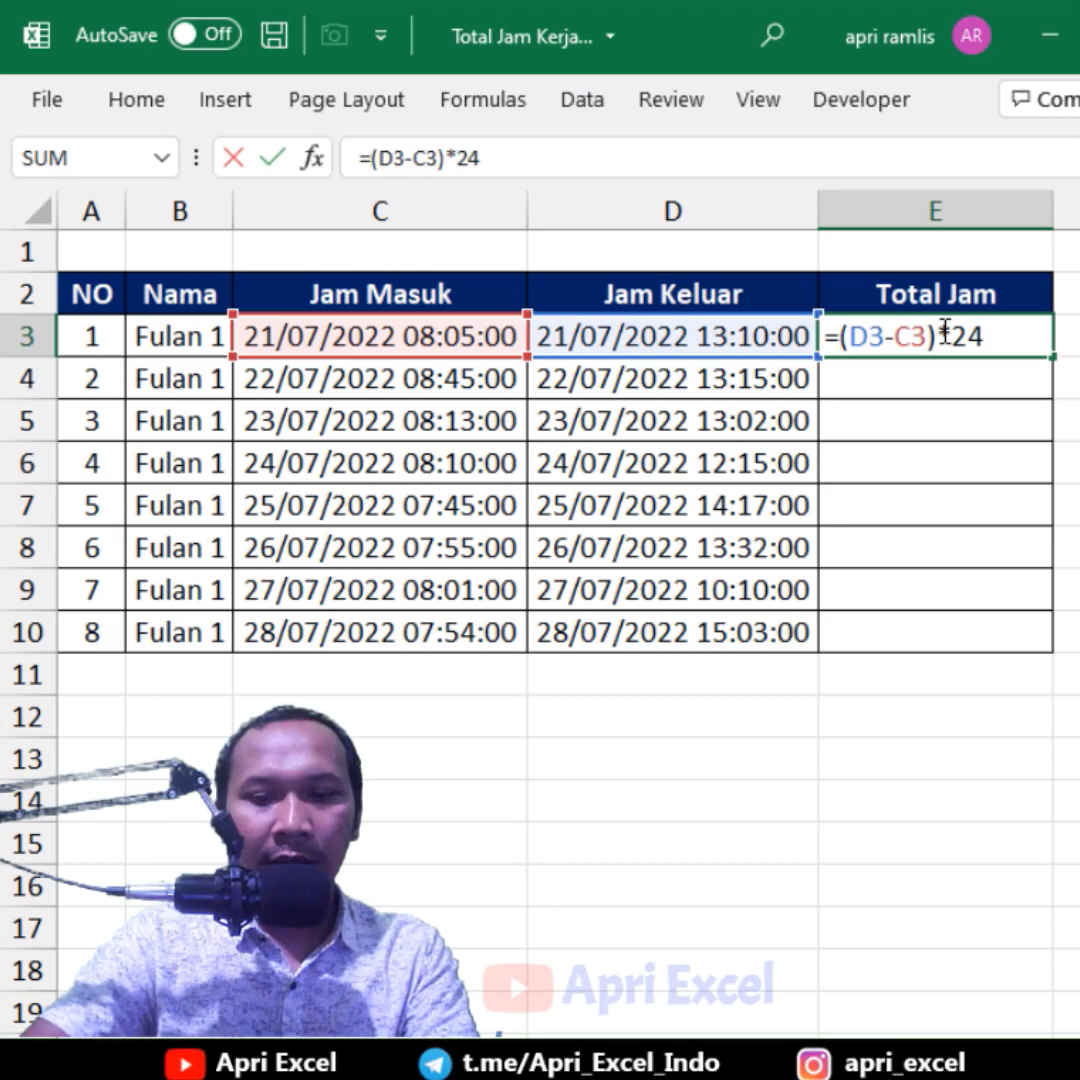 AutoSave Off Total Jam Kerja... apri ramlis AR
File Home Insert Page Layout Formulas Data Review View Developer Com
SUM fx =(D3-C3)*24
A B C D E
1
2 NO Nama Jam Masuk Jam Keluar Total Jam
3 1 Fulan 1 21/07/2022 08:05:00 21/07/2022 13:10:00 =(D3-C3)*24
4 2 Fulan 1 22/07/2022 08:45:00 22/07/2022 13:15:00
5 3 Fulan 1 23/07/2022 08:13:00 23/07/2022 13:02:00
6 4 Fulan 1 24/07/2022 08:10:00 24/07/2022 12:15:00
7 5 Fulan 1 25/07/2022 07:45:00 25/07/2022 14:17:00
8 6 Fulan 1 26/07/2022 07:55:00 26/07/2022 13:32:00
9 7 Fulan 1 27/07/2022 08:01:00 27/07/2022 10:10:00
10 8 Fulan 1 28/07/2022 07:54:00 28/07/2022 15:03:00
11
12
13
14
15
16
17
18
Apri Excel
19
Apri Excel t.me/Apri_Excel_Indo apri_excel